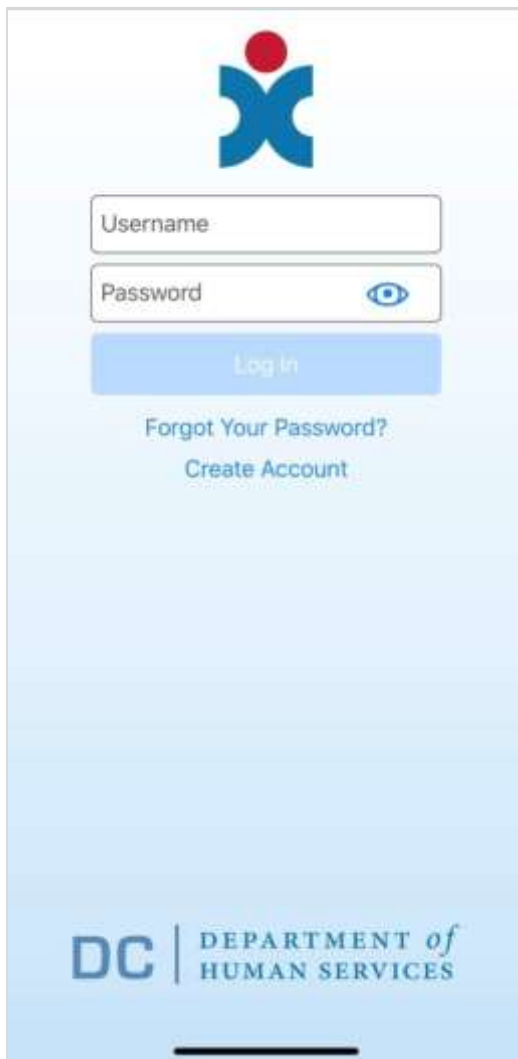 Username
Password
Log In
Forgot Your Password?
Create Account
DC
DEPARTMENT of
HUMAN SERVICES